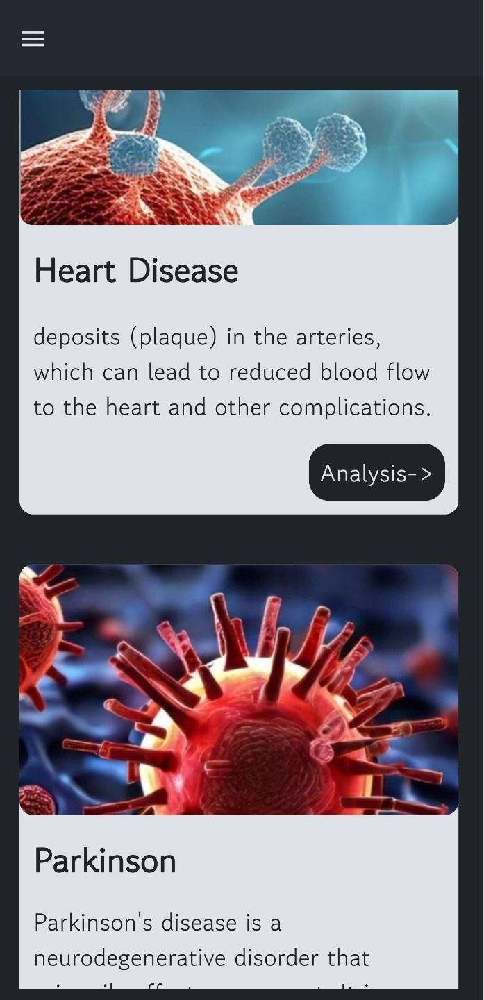 Heart Disease
deposits (plaque) in the arteries,
which can lead to reduced blood flow
to the heart and other complications.
Analysis->
Parkinson
Parkinson's disease is a
neurodegenerative disorder that